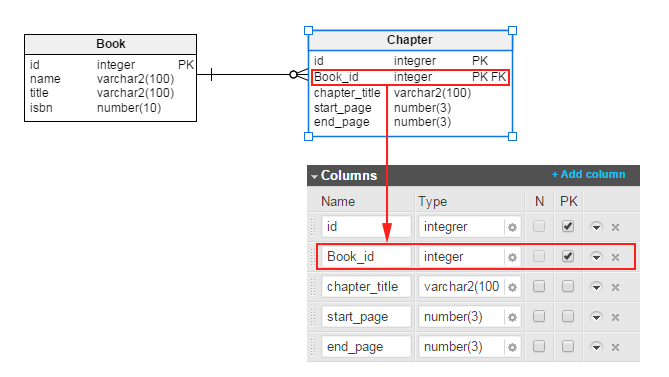 Book
id integer PK
name varchar2(100)
title varchar2(100)
isbn number(10)
Chapter
id integrer PK
Book_id integer PK FK
chapter_title varchar2(100)
start_page number(3)
end_page number(3)
Columns + Add column
Name Type N PK
id integrer
Book_id integer
chapter_title varchar2(100
start_page number(3)
end_page number(3)